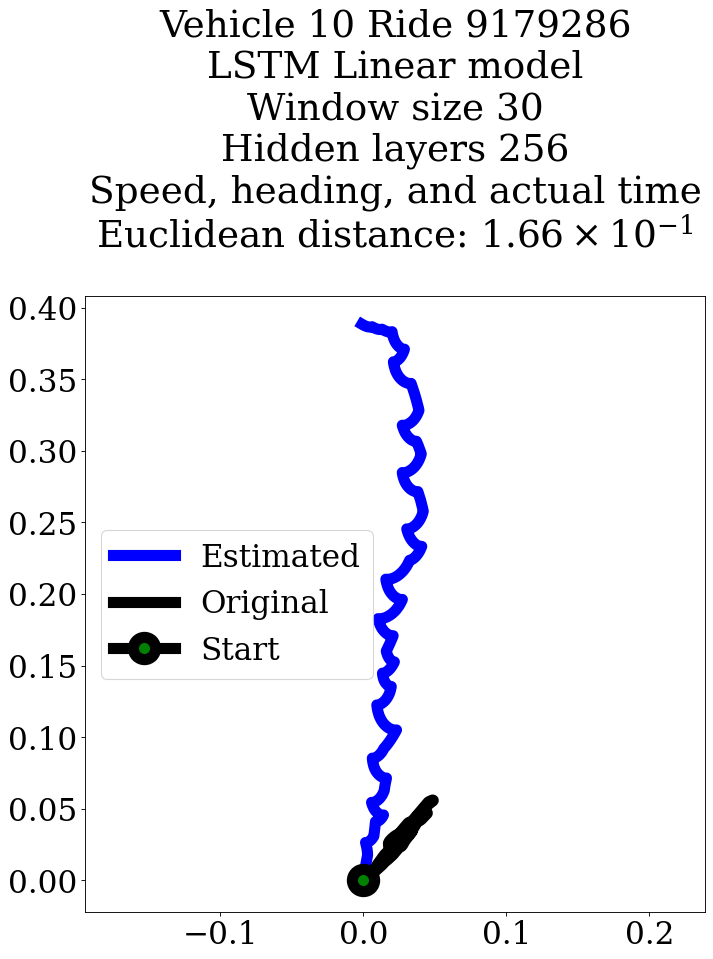 Vehicle 10 Ride 9179286
LSTM Linear model
Window size 30
Hidden layers 256
Speed, heading, and actual time
Euclidean distance: 1.66 × 10⁻¹
0.40
0.35
0.30
0.25
0.20
0.15
0.10
0.05
0.00
Estimated
Original
Start
−0.1 0.0 0.1 0.2